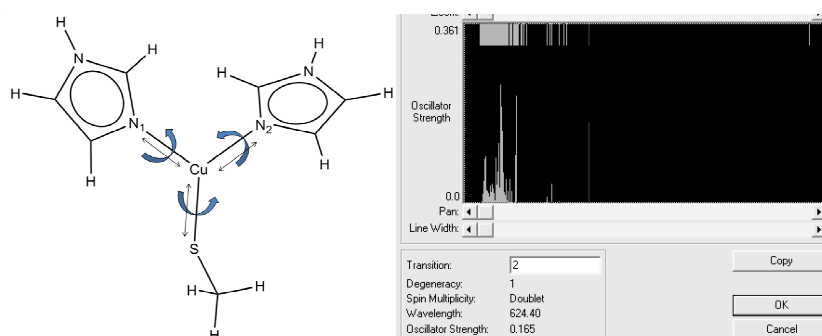 H
H
N
H
H
N1
H
Cu
S
H
H
H
H
N
H
H
N2
H
0.361
Oscillator
Strength
0.0
Pan:
Line Width:
Transition: 2
Degeneracy: 1
Spin Multiplicity: Doublet
Wavelength: 624.40
Oscillator Strength: 0.165
Copy
OK
Cancel